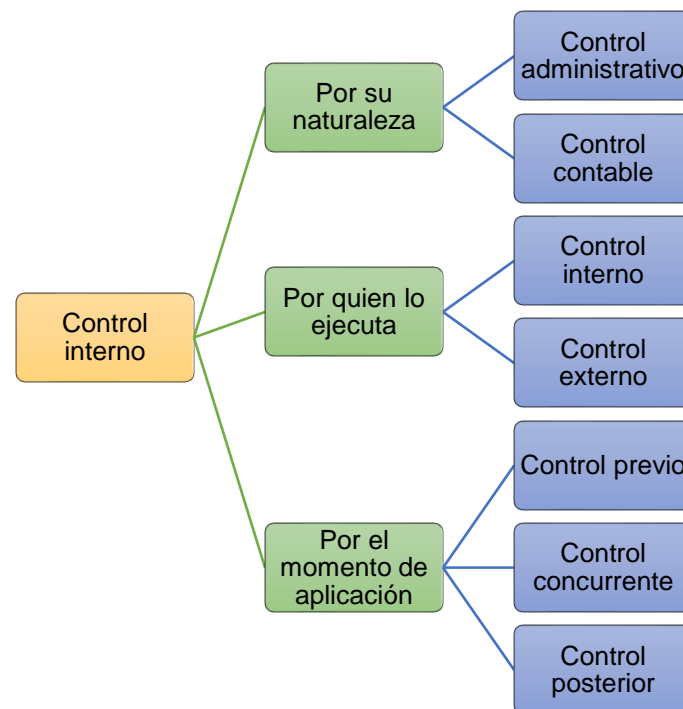 Control
interno
Por su
naturaleza
Control
administrativo
Control
contable
Por quien lo
ejecuta
Control
interno
Control
externo
Por el
momento de
aplicación
Control previo
Control
concurrente
Control
posterior